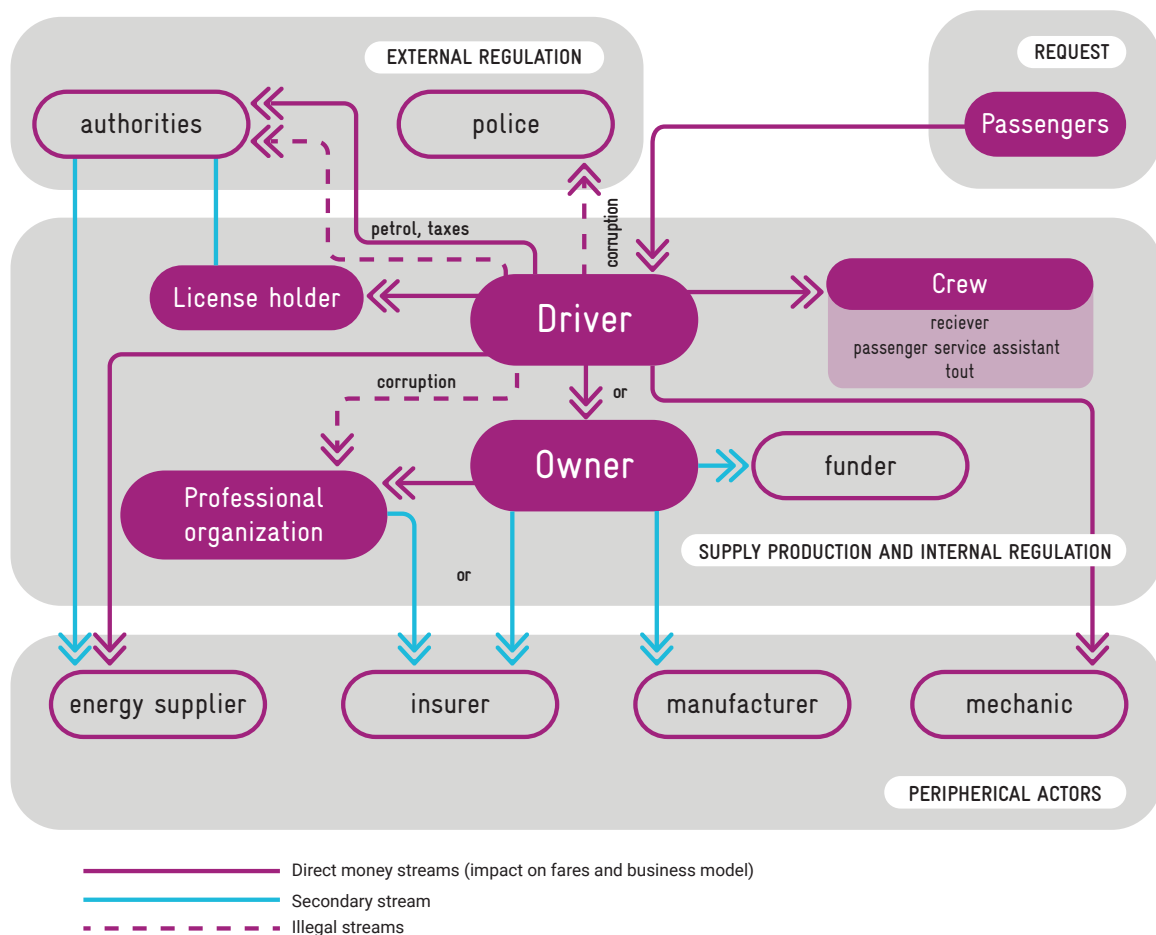 EXTERNAL REGULATION
REQUEST
authorities
police
Passengers
petrol, taxes
corruption
License holder
Driver
Crew
reciever
passenger service assistant
tout
corruption
or
Owner
funder
Professional
organization
SUPPLY PRODUCTION AND INTERNAL REGULATION
or
energy supplier
insurer
manufacturer
mechanic
PERIPHERICAL ACTORS
Direct money streams (impact on fares and business model)
Secondary stream
Illegal streams